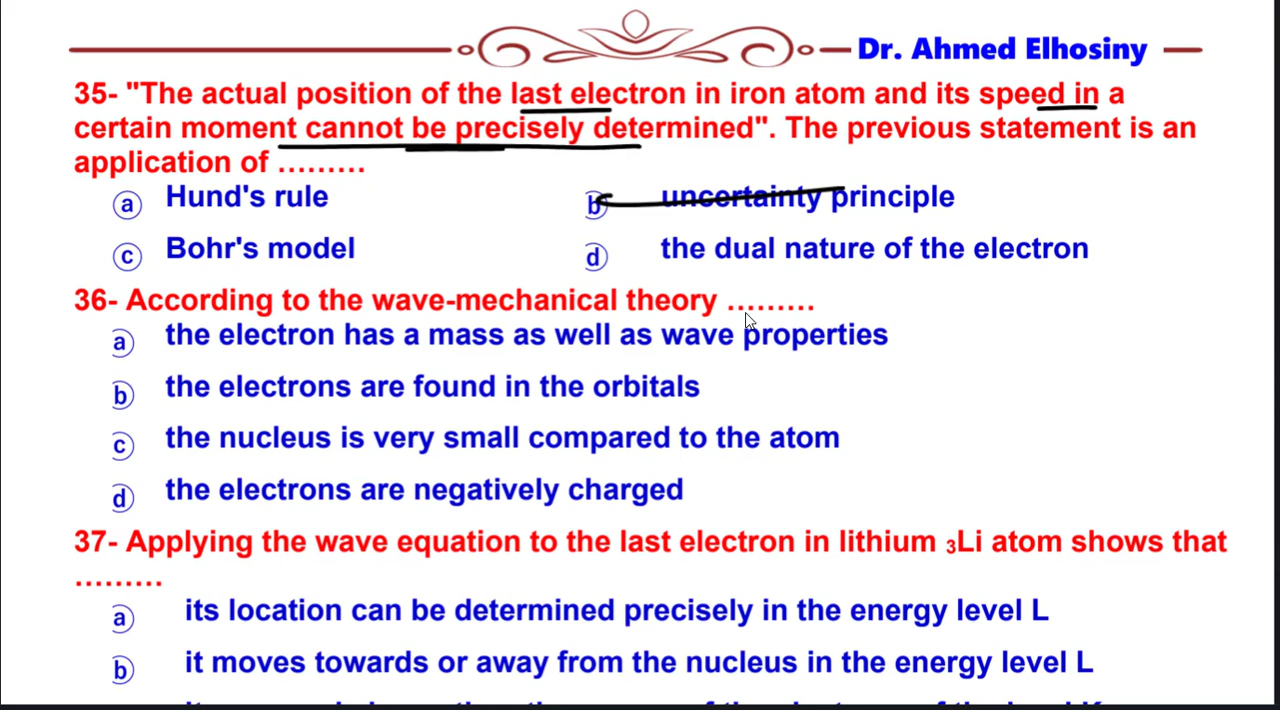 Dr. Ahmed Elhosiny
35- "The actual position of the last electron in iron atom and its speed in a
certain moment cannot be precisely determined". The previous statement is an
application of .........
a Hund's rule b uncertainty principle
c Bohr's model d the dual nature of the electron
36- According to the wave-mechanical theory .........
a the electron has a mass as well as wave properties
b the electrons are found in the orbitals
c the nucleus is very small compared to the atom
d the electrons are negatively charged
37- Applying the wave equation to the last electron in lithium ₃Li atom shows that
.........
a its location can be determined precisely in the energy level L
b it moves towards or away from the nucleus in the energy level L